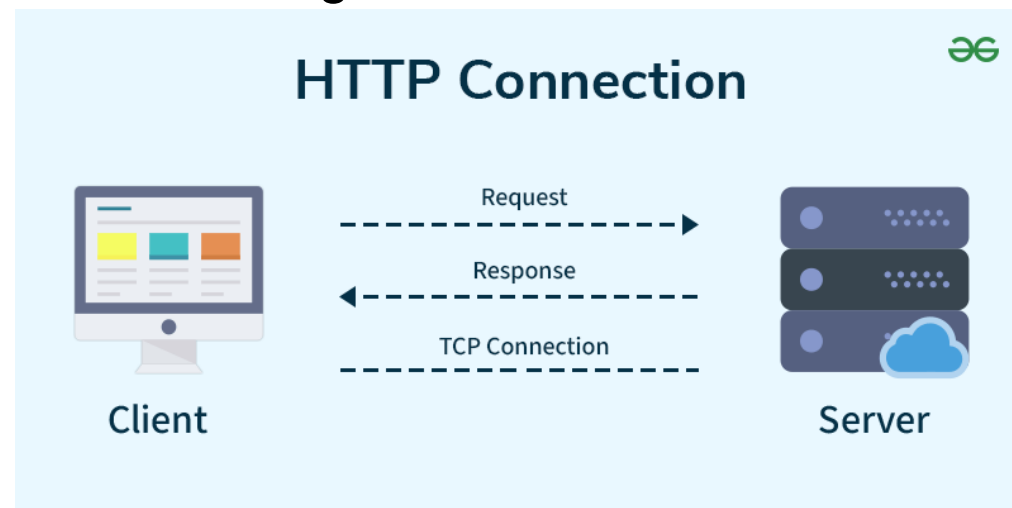 HTTP Connection
Request
Response
TCP Connection
Client
Server